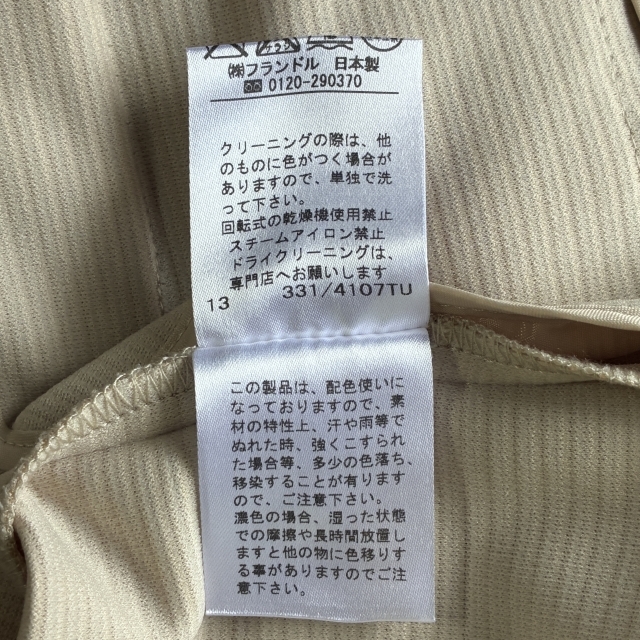 ㈱フランドル 日本製
0120-290370
クリーニングの際は、他
のものに色がつく場合が
ありますので、単独で洗
って下さい。
回転式の乾燥機使用禁止
スチームアイロン禁止
ドライクリーニングは、
専門店へお願いします
13 331/4107TU
この製品は、配色使いに
なっておりますので、素
材の特性上、汗や雨等で
ぬれた時、強くこすられ
た場合等、多少の色落ち、
移染することが有ります
ので、ご注意下さい。
濃色の場合、湿った状態
での摩擦や長時間放置し
ますと他の物に色移りす
る事がありますのでご注
意下さい。